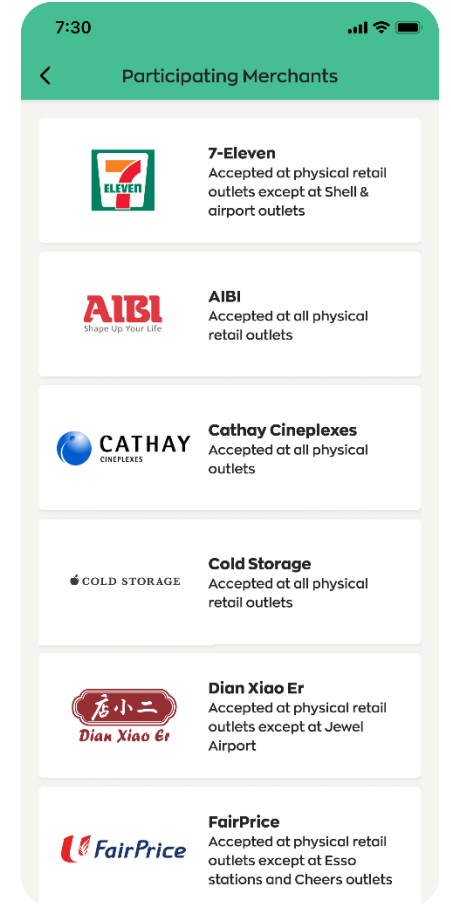 7:30
Participating Merchants
7
ELEVEN
7-Eleven
Accepted at physical retail
outlets except at Shell &
airport outlets
AIBI
Shape Up Your Life
AIBI
Accepted at all physical
retail outlets
CATHAY
CINEPLEXES
Cathay Cineplexes
Accepted at all physical
outlets
COLD STORAGE
Cold Storage
Accepted at all physical
retail outlets
店小二
Dian Xiao Er
Dian Xiao Er
Accepted at physical retail
outlets except at Jewel
Airport
FairPrice
FairPrice
Accepted at physical retail
outlets except at Esso
stations and Cheers outlets